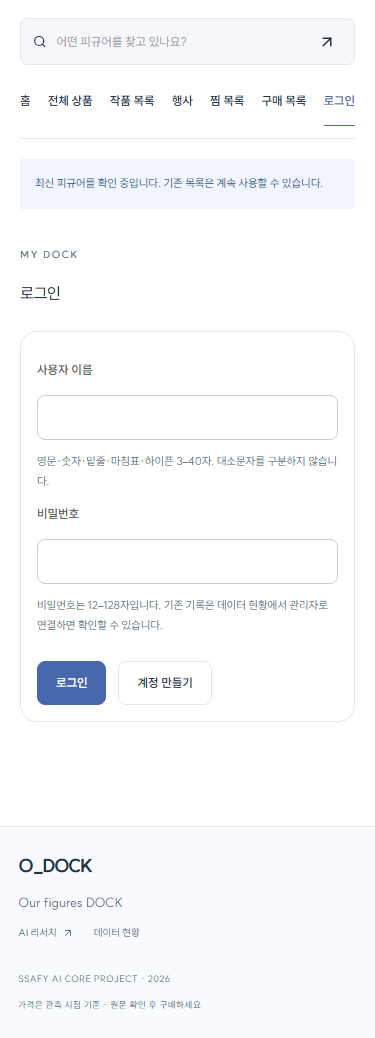 어떤 피규어를 찾고 있나요?
홈 전체 상품 작품 목록 행사 찜 목록 구매 목록 로그인
최신 피규어를 확인 중입니다. 기존 목록은 계속 사용할 수 있습니다.
MY DOCK
로그인
사용자 이름
영문·숫자·밑줄·마침표·하이픈 3–40자. 대소문자를 구분하지 않습니
다.
비밀번호
비밀번호는 12–128자입니다. 기존 기록은 데이터 현황에서 관리자로
연결하면 확인할 수 있습니다.
로그인 계정 만들기
O_DOCK
Our figures DOCK
AI 리서치 데이터 현황
SSAFY AI CORE PROJECT · 2026
가격은 관측 시점 기준 · 원문 확인 후 구매하세요